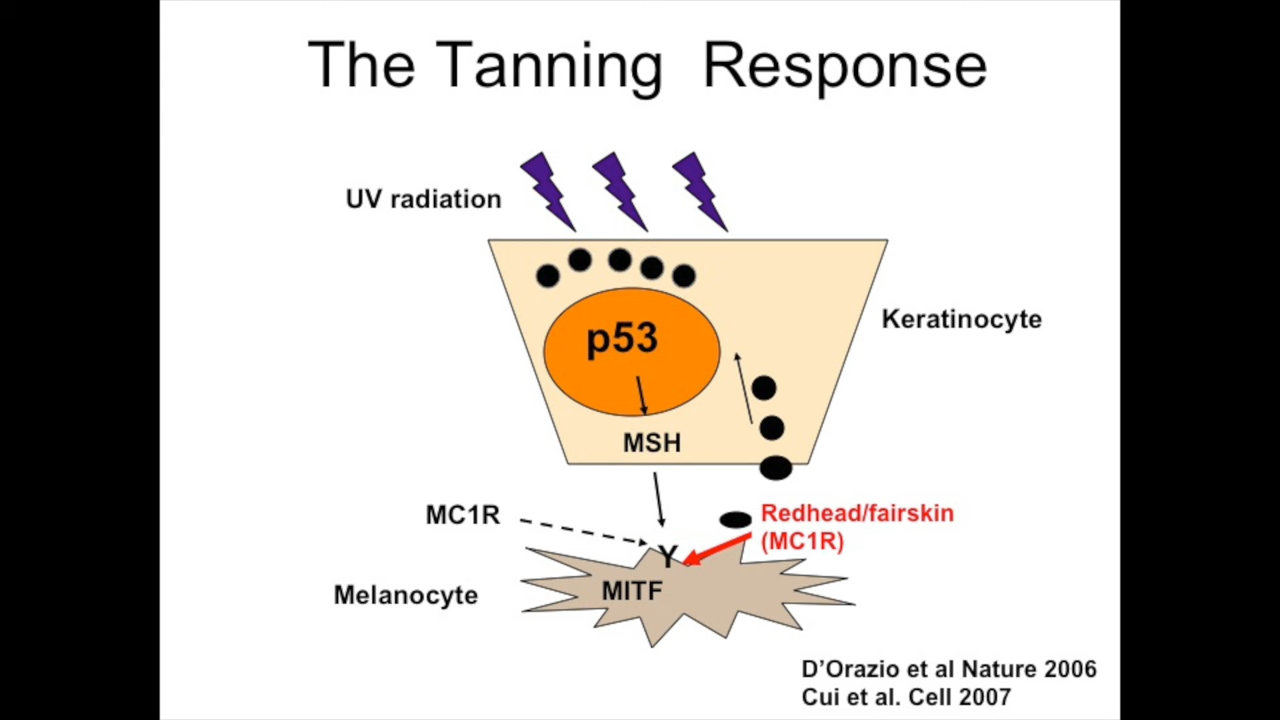 The Tanning  Response
UV radiation
Keratinocyte
p53
MSH
MC1R
Redhead/fairskin
(MC1R)
Y
MITF
Melanocyte
D’Orazio et al Nature 2006
Cui et al. Cell 2007